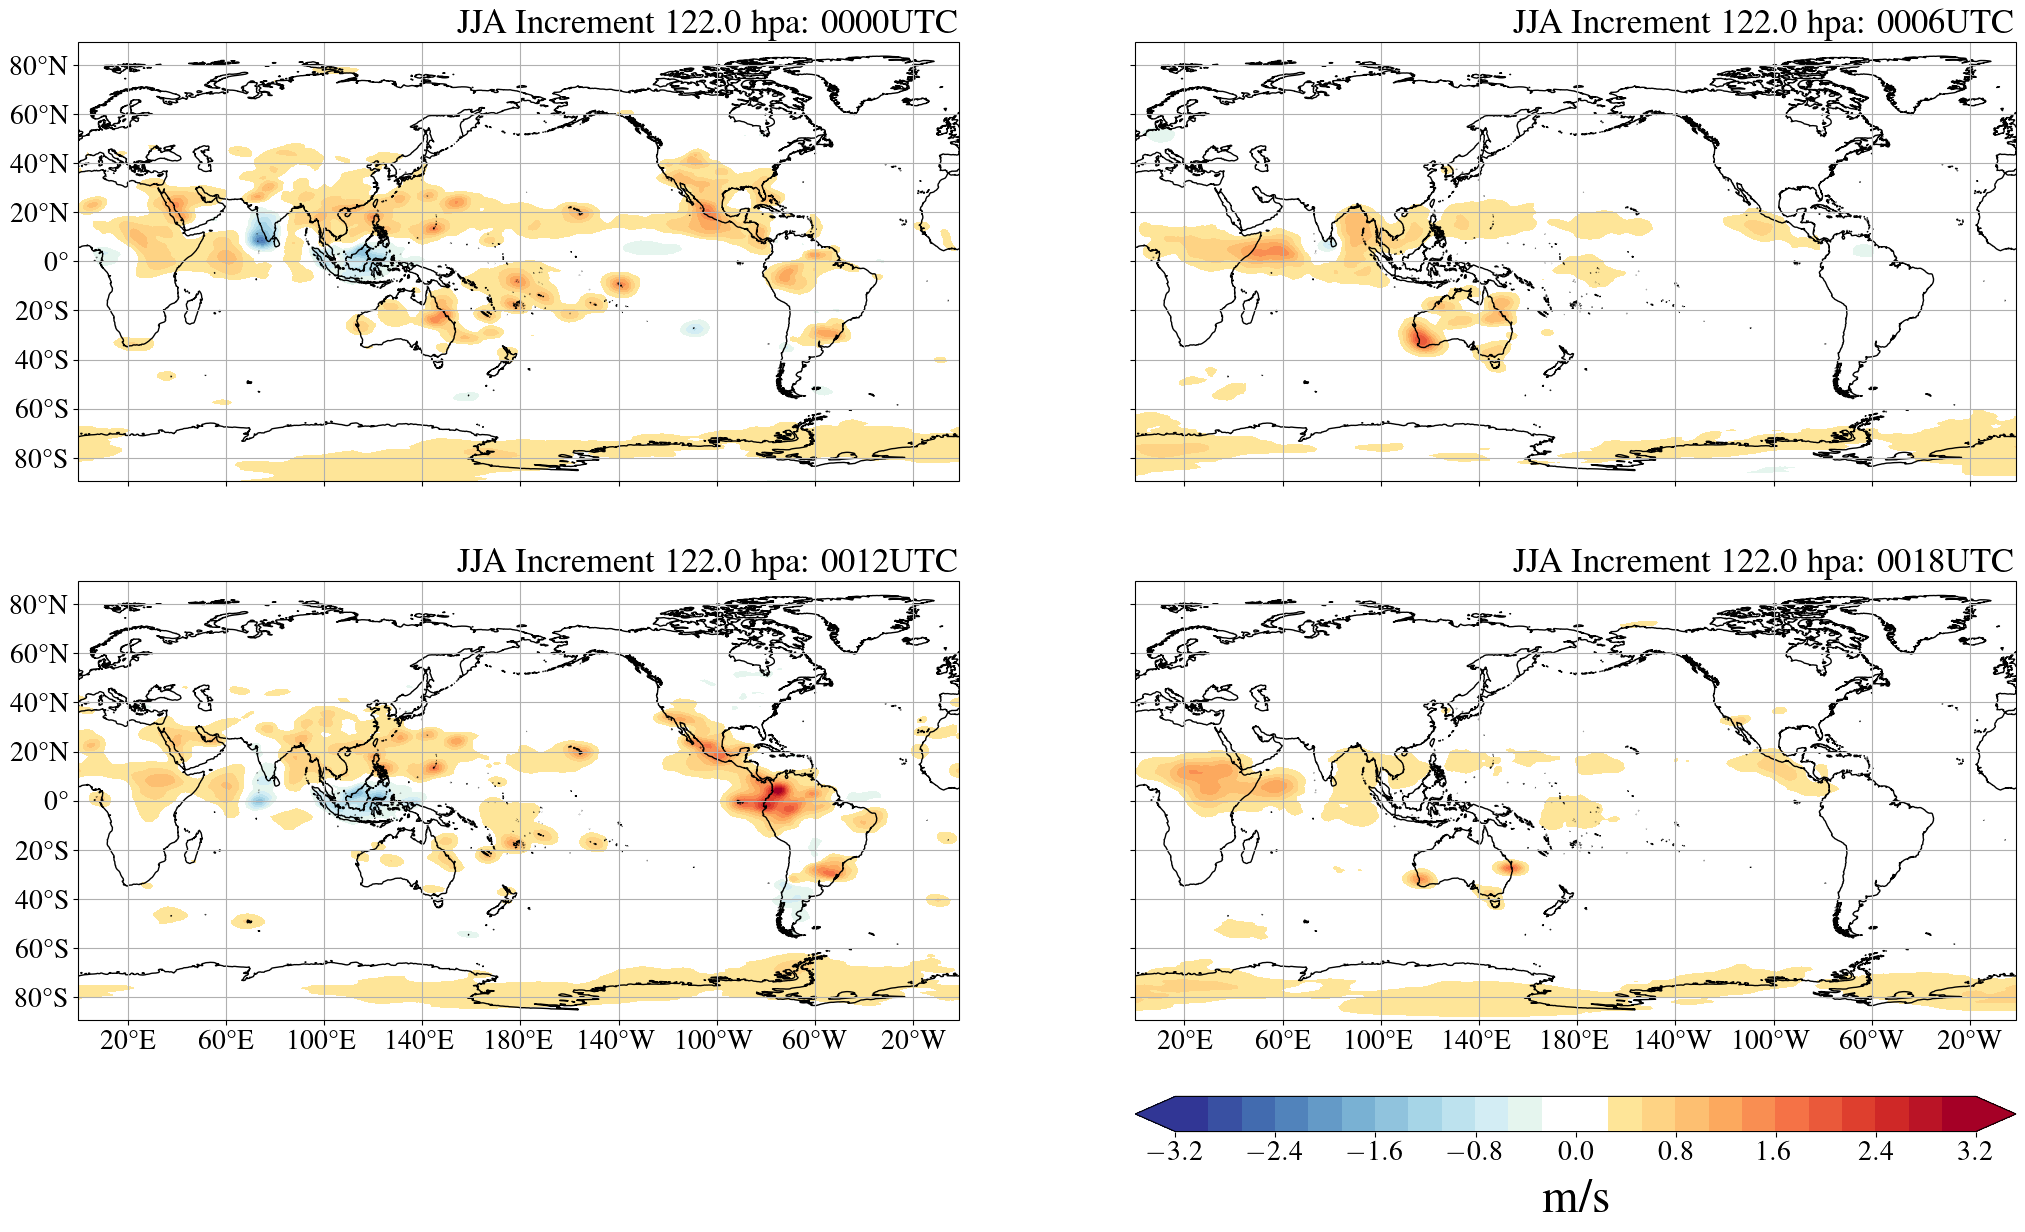 JJA Increment 122.0 hpa: 0000UTC
JJA Increment 122.0 hpa: 0006UTC
80°N
60°N
40°N
20°N
0°
20°S
40°S
60°S
80°S
JJA Increment 122.0 hpa: 0012UTC
JJA Increment 122.0 hpa: 0018UTC
80°N
60°N
40°N
20°N
0°
20°S
40°S
60°S
80°S
20°E 60°E 100°E 140°E 180°E 140°W 100°W 60°W 20°W
20°E 60°E 100°E 140°E 180°E 140°W 100°W 60°W 20°W
−3.2 −2.4 −1.6 −0.8 0.0 0.8 1.6 2.4 3.2
m/s